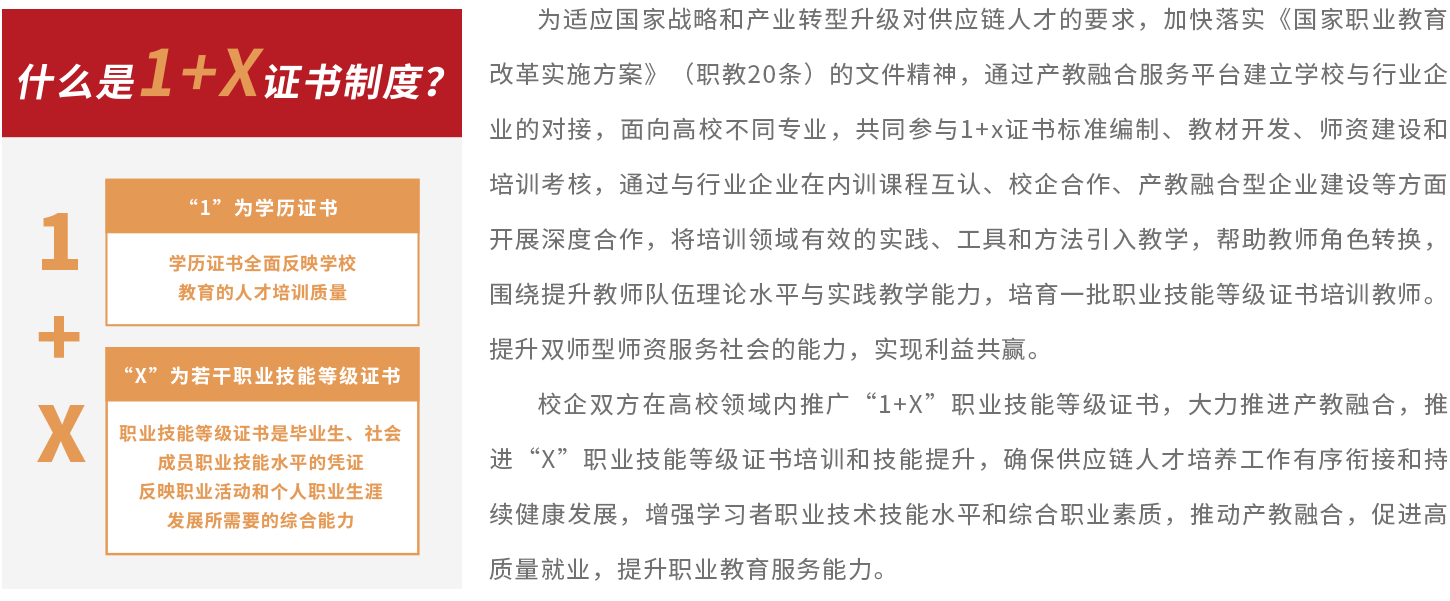 什么是1+X证书制度?
1
+
X
“1”为学历证书
学历证书全面反映学校
教育的人才培训质量
“X”为若干职业技能等级证书
职业技能等级证书是毕业生、社会
成员职业技能水平的凭证
反映职业活动和个人职业生涯
发展所需要的综合能力
为适应国家战略和产业转型升级对供应链人才的要求，加快落实《国家职业教育
改革实施方案》（职教20条）的文件精神，通过产教融合服务平台建立学校与行业企
业的对接，面向高校不同专业，共同参与1+x证书标准编制、教材开发、师资建设和
培训考核，通过与行业企业在内训课程互认、校企合作、产教融合型企业建设等方面
开展深度合作，将培训领域有效的实践、工具和方法引入教学，帮助教师角色转换，
围绕提升教师队伍理论水平与实践教学能力，培育一批职业技能等级证书培训教师。
提升双师型师资服务社会的能力，实现利益共赢。
校企双方在高校领域内推广“1+X”职业技能等级证书，大力推进产教融合，推
进“X”职业技能等级证书培训和技能提升，确保供应链人才培养工作有序衔接和持
续健康发展，增强学习者职业技术技能水平和综合职业素质，推动产教融合，促进高
质量就业，提升职业教育服务能力。